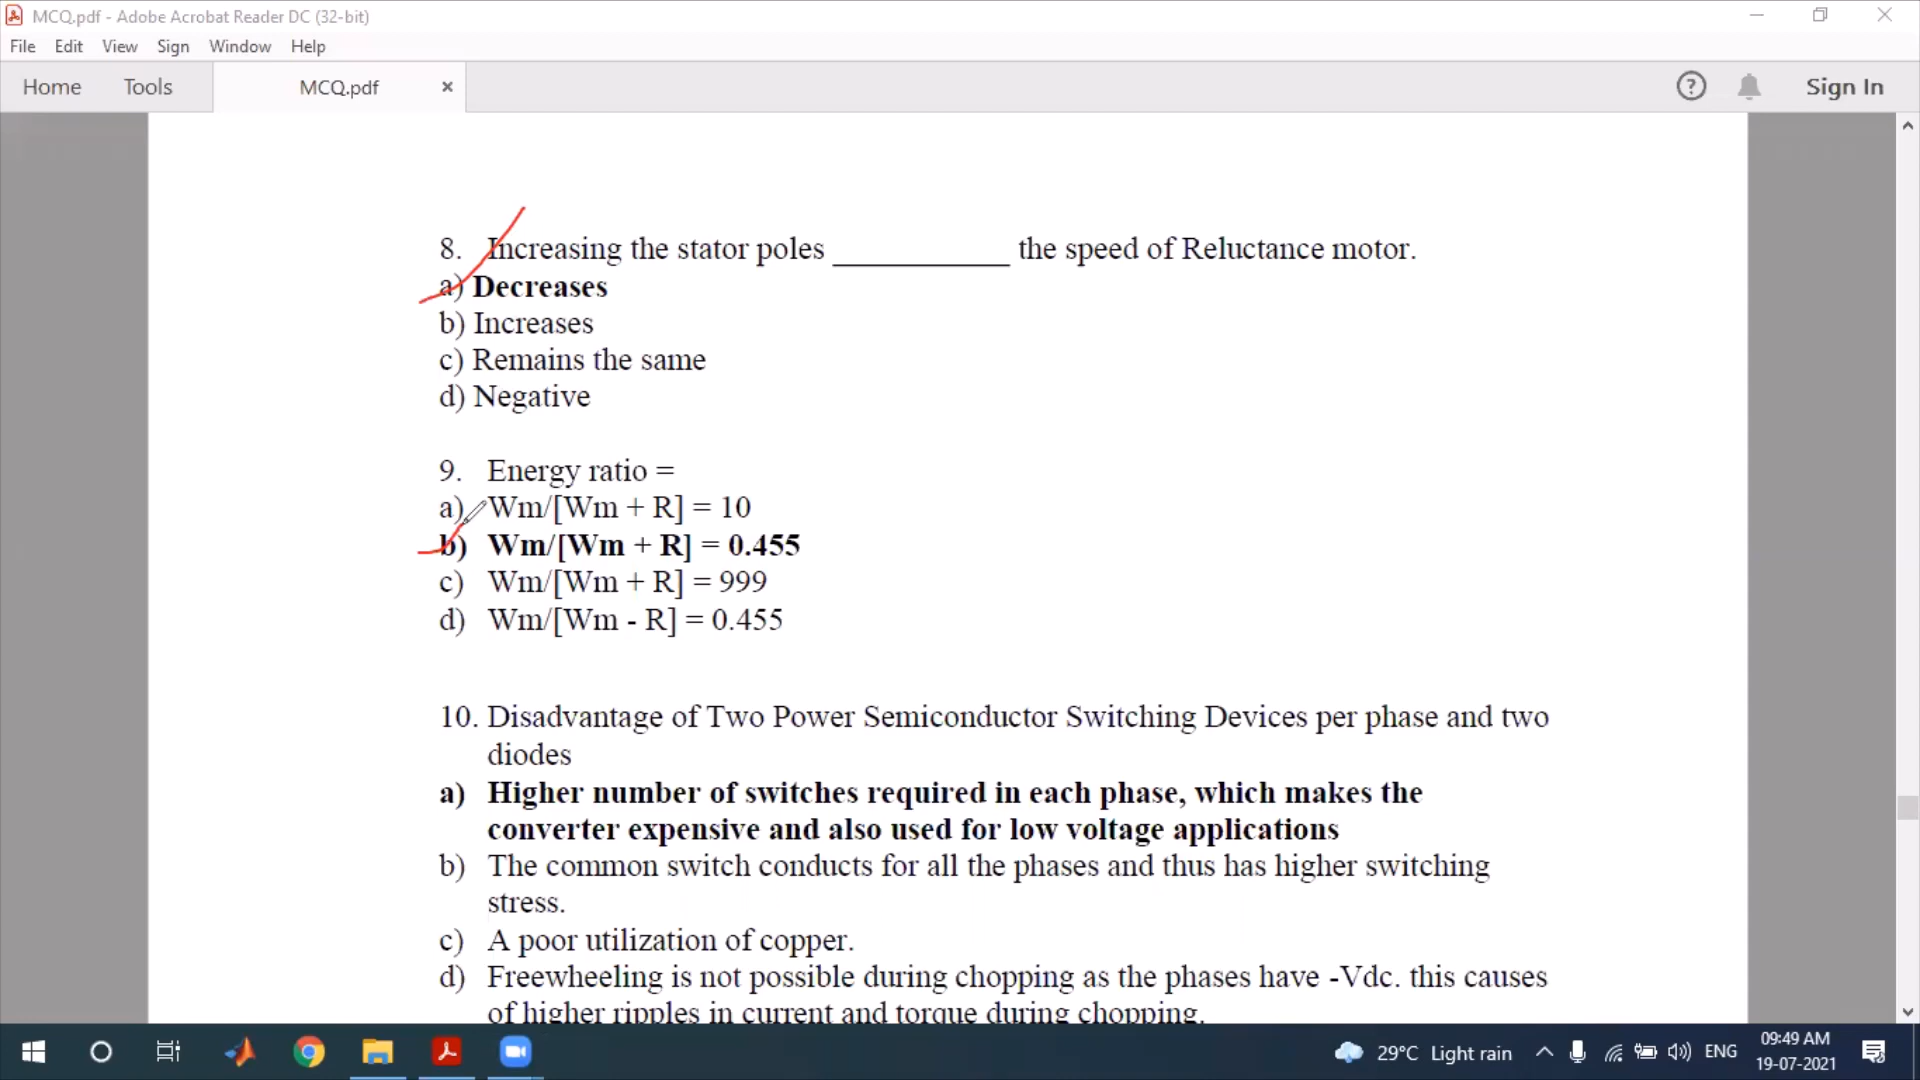 MCQ.pdf - Adobe Acrobat Reader DC (32-bit)
File Edit View Sign Window Help
Home Tools MCQ.pdf Sign In
8. Increasing the stator poles ___________ the speed of Reluctance motor.
a) Decreases
b) Increases
c) Remains the same
d) Negative
9. Energy ratio =
a) Wm/[Wm + R] = 10
b) Wm/[Wm + R] = 0.455
c) Wm/[Wm + R] = 999
d) Wm/[Wm - R] = 0.455
10. Disadvantage of Two Power Semiconductor Switching Devices per phase and two
diodes
a) Higher number of switches required in each phase, which makes the
converter expensive and also used for low voltage applications
b) The common switch conducts for all the phases and thus has higher switching
stress.
c) A poor utilization of copper.
d) Freewheeling is not possible during chopping as the phases have -Vdc. this causes
of higher ripples in current and torque during chopping.
29°C Light rain ENG
09:49 AM
19-07-2021